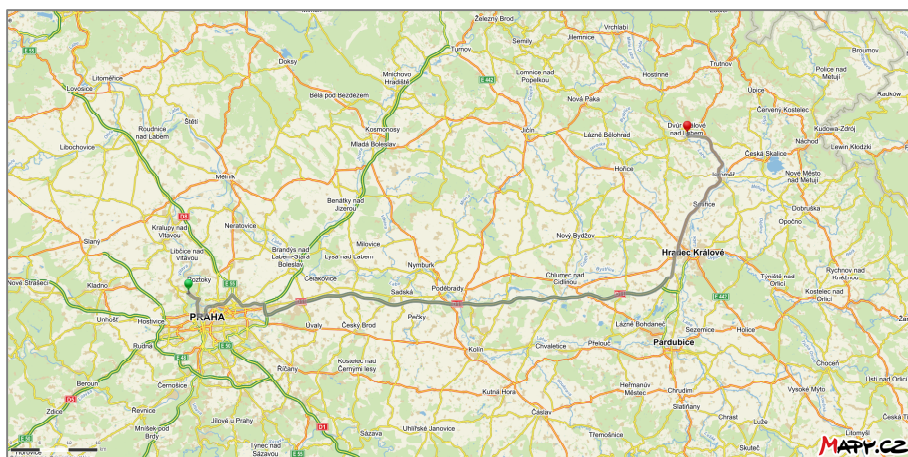 Železný Brod
Semily
Vrchlabí
Jilemnice
Turnov
Trutnov
Doksy
Litoměřice
Lovosice
Mnichovo
Hradiště
E 442
Lomnice nad
Popelkou
Hostinné
Police nad
Metují
Broumov
Úpice
Bělá pod Bezdězem
Nová Paka
Štětí
Roudnice
nad Labem
Kosmonosy
Mladá Boleslav
Jičín
Lázně Bělohrad
Dvůr Králové
nad Labem
Červený Kostelec
Kudowa-Zdrój
Náchod
Lewin Kłodzki
Libochovice
Česká Skalice
Hořice
Mělník
Nové Město
nad Metují
Benátky nad
Jizerou
Smiřice
Dobruška
Opočno
Slaný
Kralupy nad
Vltavou
Neratovice
Libčice nad
Vltavou
Brandýs nad
Labem-Stará
Boleslav
Milovice
Lysá nad Labem
Nový Bydžov
Hradec Králové
Nymburk
Nové Strašecí
Kladno
Roztoky
E 65
Čelákovice
Sadská
Poděbrady
Chlumec nad
Cidlinou
Týniště nad
Orlicí
Rychnov nad
Kostelec nad
Orlicí
E 442
Unhošť
Hostivice
PRAHA
Úvaly
Český Brod
Pečky
Lázně Bohdaneč
Sezemice
Holice
Rudná
Kolín
Chvaletice
Přelouč
Pardubice
Choceň
Říčany
Kostelec nad
Černými lesy
Beroun
Černošice
Kutná Hora
Heřmanův
Městec
Chrudim
Vysoké Mýto
Ústí nad Orlicí
D5
Řevnice
Slatiňany
Zdice
Mníšek pod
Brdy
Jílové u Prahy
D1
Čáslav
Chrast
Luže
Uhlířské Janovice
Třemošnice
Litomyšl
Týnec nad
Sázavou
Sázava
Skuteč
Hořovice
Mapy.cz